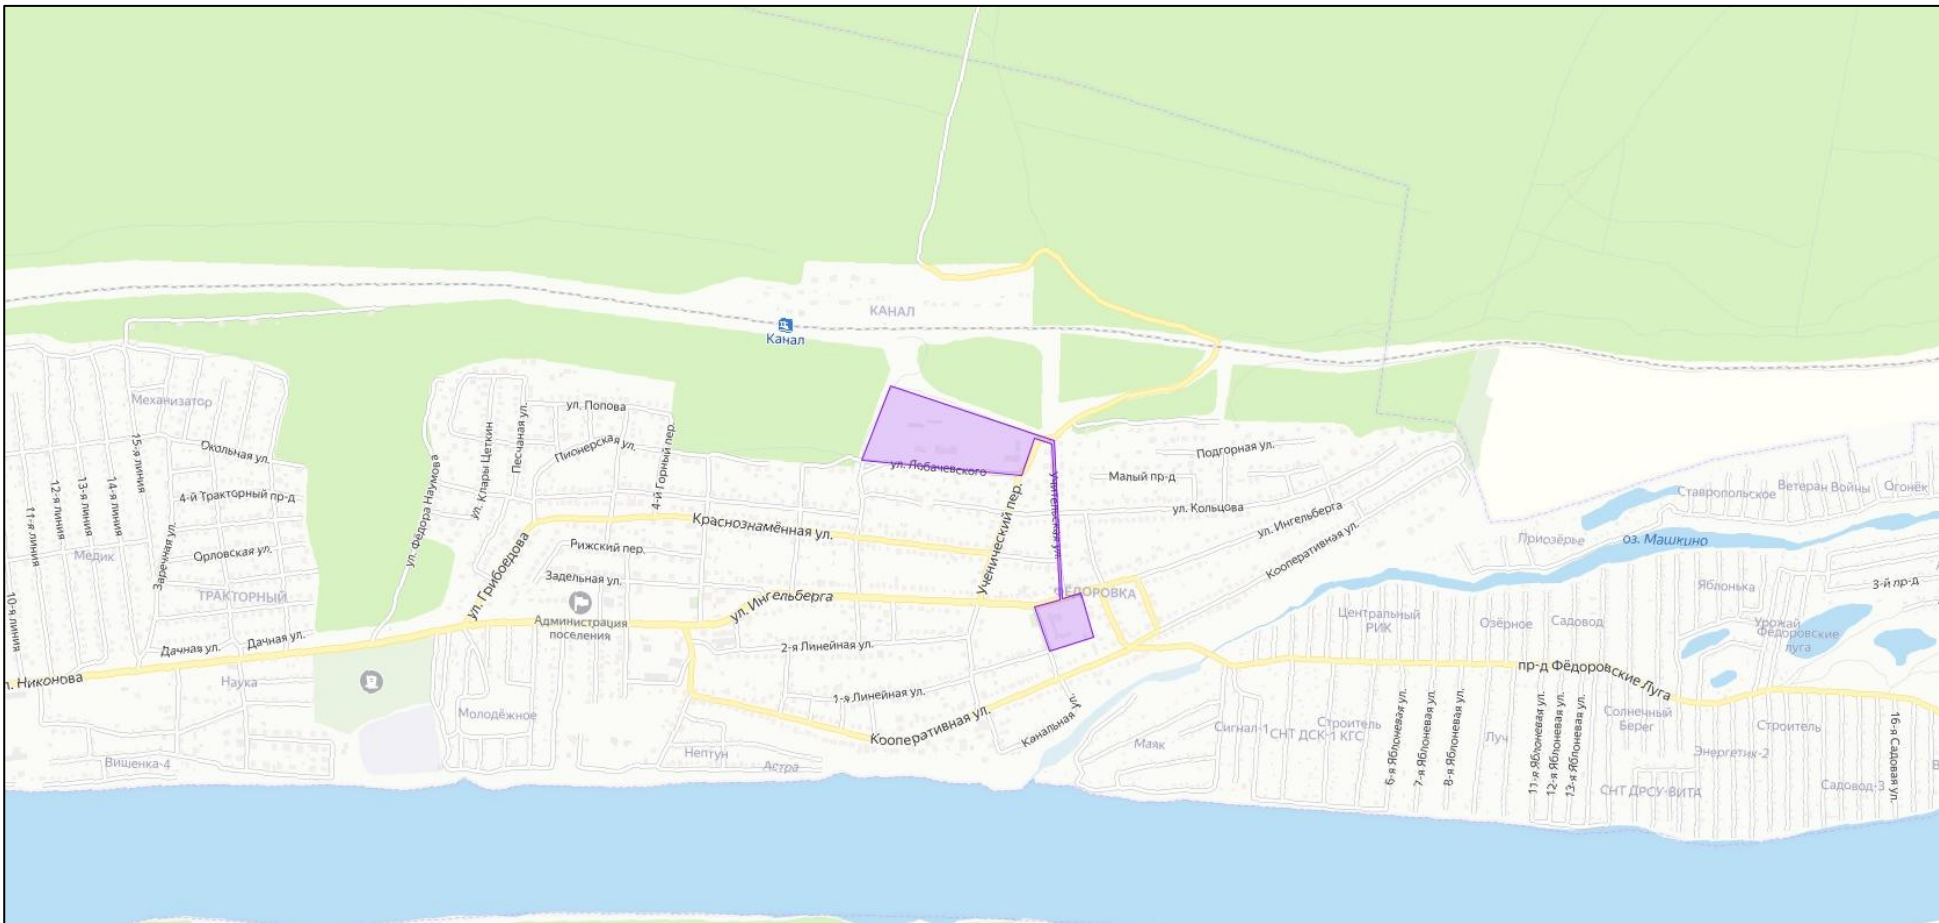 КАНАЛ
Канал
Механизатор
ул. Попова
Пионерская ул.
Песчаная ул.
ул. Клары Цеткин
4-й Горный пер.
ул. Фёдора Наумова
15-я линия
14-я линия
13-я линия
12-я линия
11-я линия
10-я линия
Окольная ул.
4-й Тракторный пр-д
Заречная ул.
Орловская ул.
Медик
ТРАКТОРНЫЙ
Дачная ул.
Дачная ул.
л. Никонова
Наука
Вишенка-4
ул. Лобачевского
Ученический пер.
Учительская ул.
Краснознамённая ул.
Рижский пер.
Задельная ул.
ул. Грибоедова
Администрация
поселения
ул. Ингельберга
2-я Линейная ул.
1-я Линейная ул.
Кооперативная ул.
Канальная ул.
Молодёжное
Нептун
Астра
ФЁДОРОВКА
Подгорная ул.
Малый пр-д
ул. Кольцова
ул. Ингельберга
Кооперативная ул.
Ставропольское
Ветеран Войны
Огонёк
Приозёрье
оз. Машкино
Яблонька
3-й пр-д
Центральный
РИК
Озёрное
Садовод
Урожай
Фёдоровские
луга
пр-д Фёдоровские Луга
Маяк
Сигнал-1
СНТ ДСК-1 КГС
Строитель
6-я Яблоневая ул.
7-я Яблоневая ул.
8-я Яблоневая ул.
Луч
11-я Яблоневая ул.
12-я Яблоневая ул.
13-я Яблоневая ул.
Солнечный
Берег
Строитель
Энергетик-2
16-я Садовая ул.
СНТ ДРСУ-ВИТА
Садовод-3